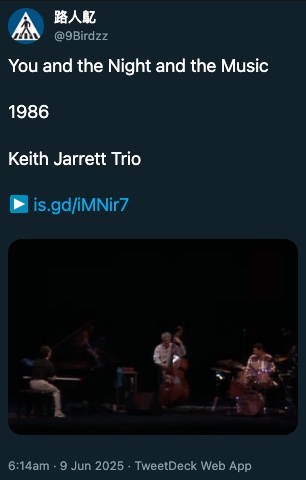 路人鳦
@9Birdzz
You and the Night and the Music
1986
Keith Jarrett Trio
▶️ is.gd/iMNir7
6:14am · 9 Jun 2025 · TweetDeck Web App